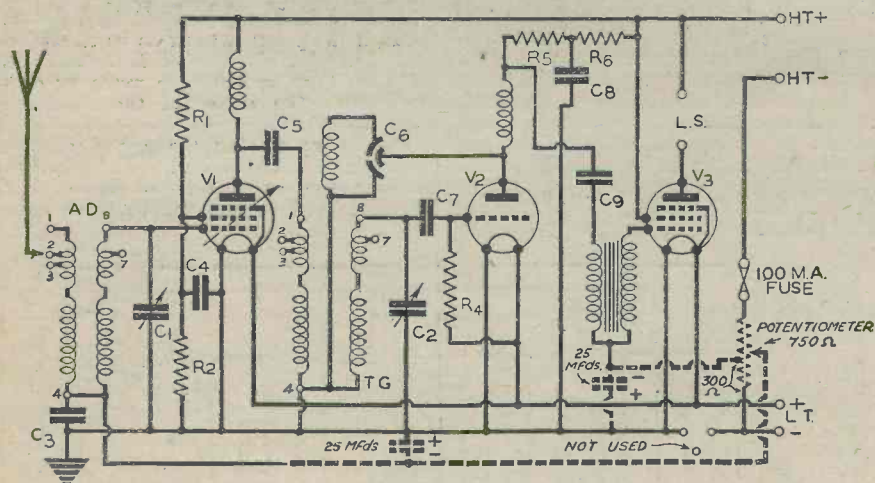 HT+
R5
R6
HT-
C8
R1
C5
C6
L.S.
V1
V2
C7
V3
C9
1
AD8
2
3
7
1
2
3
8
7
C4
C1
C2
R4
100 M.A.
FUSE
R2
POTENTIOMETER
750Ω
25
MFDS.
-
+
300
Ω
4
4
TG
+
L.T.
-
C3
25 MFds
+
-
NOT USED